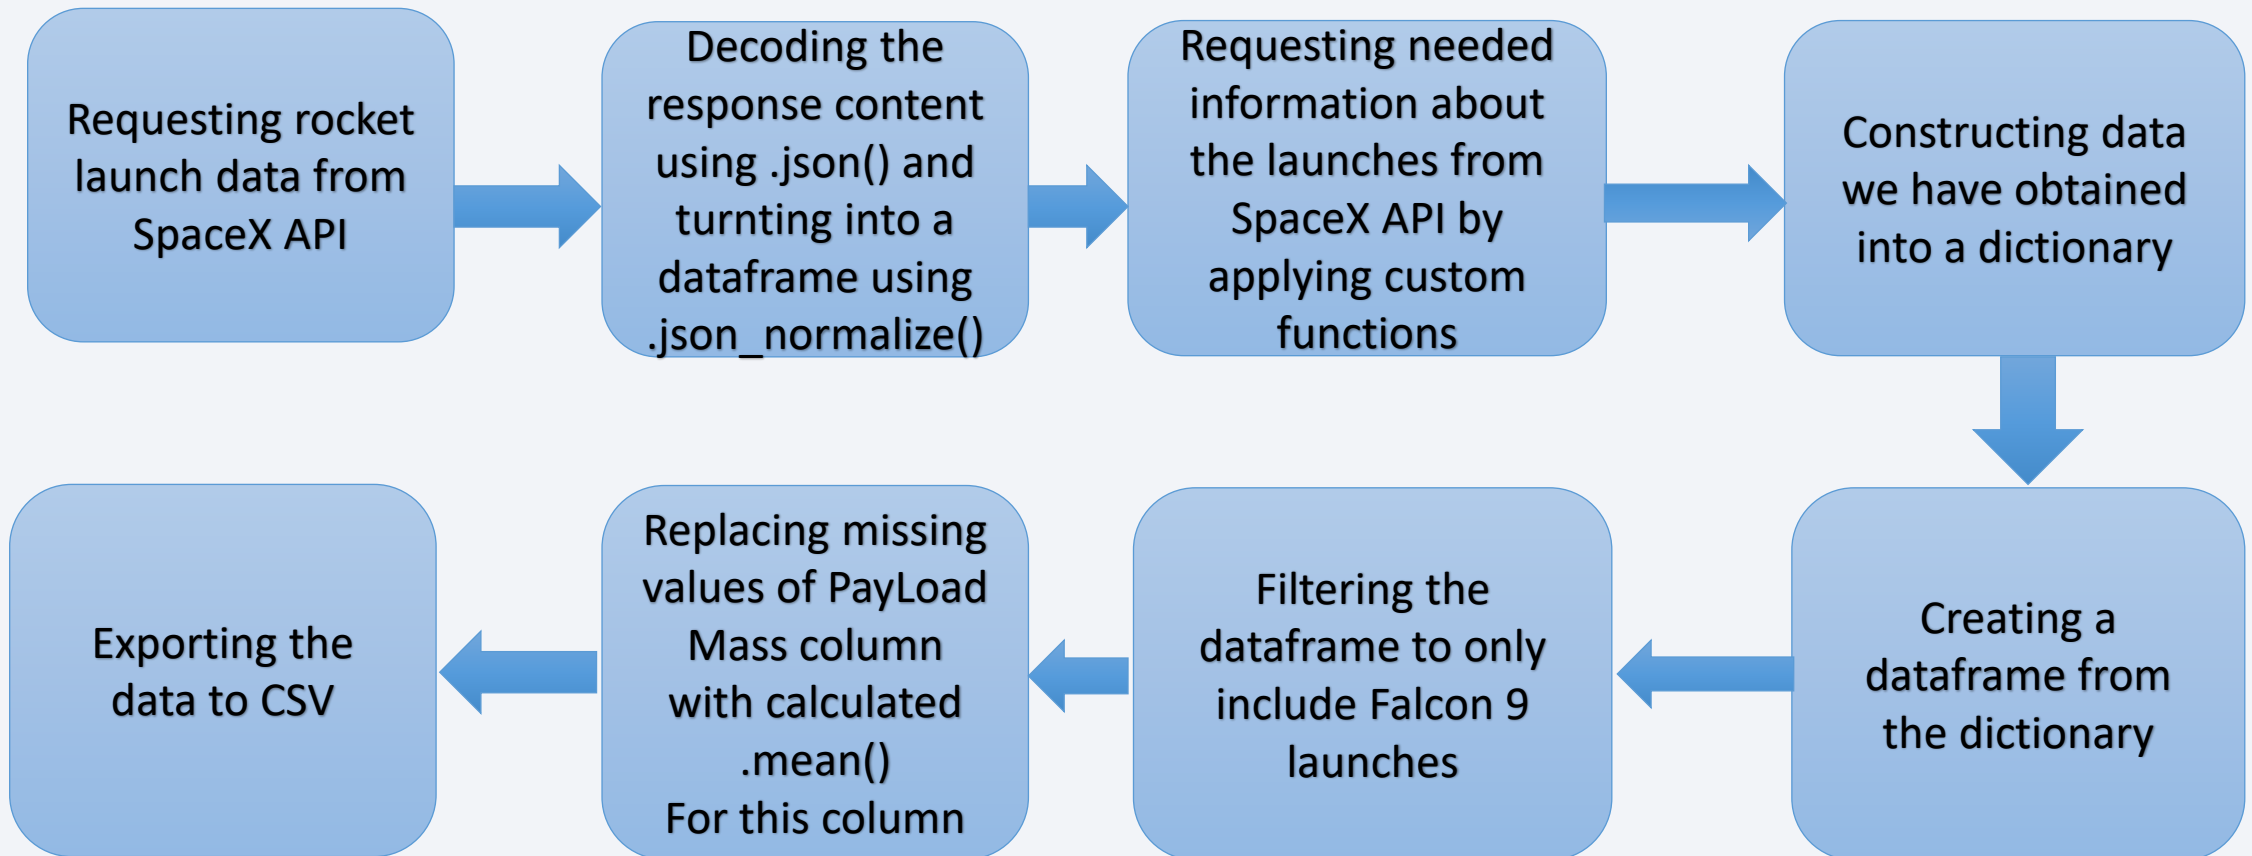 Requesting rocket
launch data from
SpaceX API
Decoding the
response content
using .json() and
turnting into a
dataframe using
.json_normalize()
Requesting needed
information about
the launches from
SpaceX API by
applying custom
functions
Constructing data
we have obtained
into a dictionary
Creating a
dataframe from
the dictionary
Filtering the
dataframe to only
include Falcon 9
launches
Replacing missing
values of PayLoad
Mass column
with calculated
.mean()
For this column
Exporting the
data to CSV